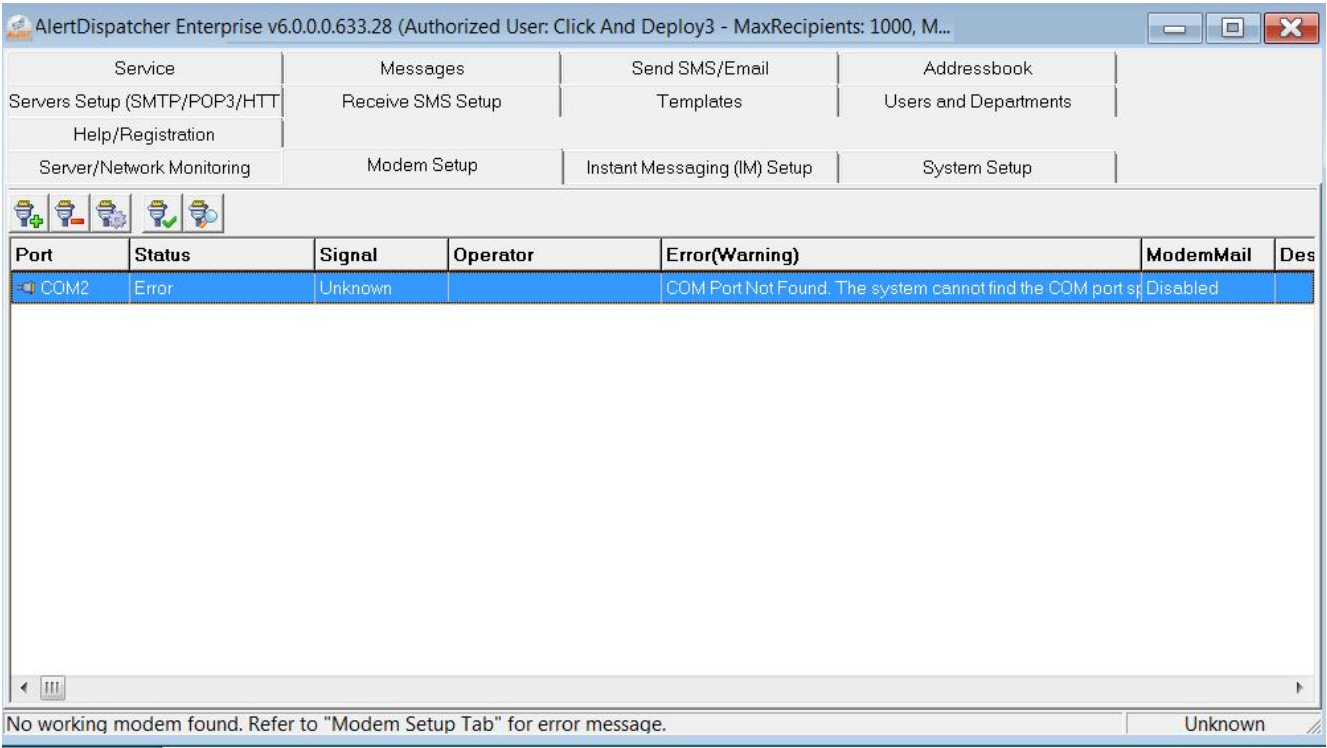 AlertDispatcher Enterprise v6.0.0.0.633.28 (Authorized User: Click And Deploy3 - MaxRecipients: 1000, M...
Service Messages Send SMS/Email Addressbook
Servers Setup (SMTP/POP3/HTT Receive SMS Setup Templates Users and Departments
Help/Registration
Server/Network Monitoring Modem Setup Instant Messaging (IM) Setup System Setup
Port Status Signal Operator Error(Warning) ModemMail Des
COM2 Error Unknown COM Port Not Found. The system cannot find the COM port sp Disabled
No working modem found. Refer to "Modem Setup Tab" for error message. Unknown